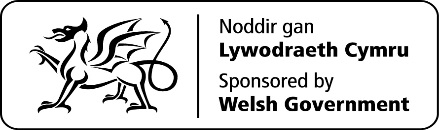 Noddir gan
Lywodraeth Cymru
Sponsored by
Welsh Government